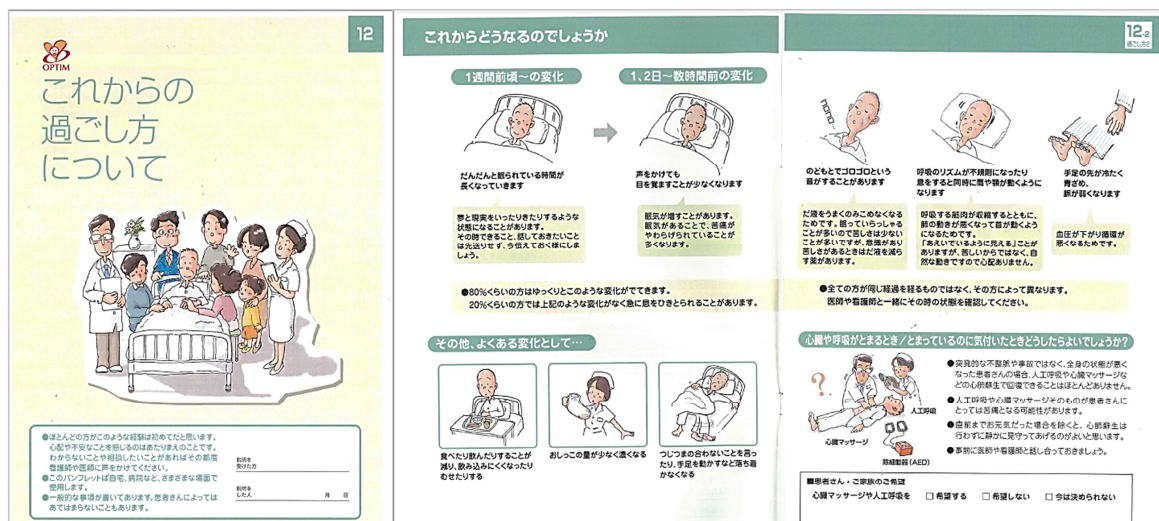 12
OPTIM
これからの
過ごし方
について
●ほとんどの方がこのような経験は初めてだと思います。
心配や不安なことを感じるのはあたりまえのことです。
わからないことや相談したいことがあればその都度
看護師や医師に声をかけてください。
●このパンフレットは自宅、病院など、さまざまな場面で
使用します。
●一般的な事項が書いてあります。患者さんによっては
あてはまらないこともあります。
説明を
受けた方
説明を
した人
月 日
これからどうなるのでしょうか
1週間前頃〜の変化
1、2日〜数時間前の変化
だんだんと眠られている時間が
長くなっていきます
声をかけても
目を覚ますことが少なくなります
夢と現実をいったりきたりするような
状態になることがあります。
その時できること、話しておきたいこと
は先送りせず、今伝えておく様にしま
しょう。
眠気が増すことがあります。
眠気があることで、苦痛が
やわらげられていることが
多くなります。
●80%くらいの方はゆっくりとこのような変化がでてきます。
20%くらいの方では上記のような変化がなく急に息をひきとられることがあります。
その他、よくある変化として…
食べたり飲んだりすることが
減り、飲み込みにくくなったり
むせたりする
おしっこの量が少なく濃くなる
つじつまの合わないことを言っ
たり、手足を動かすなど落ち着
かなくなる
12-2
過ごし方2
のどもとでゴロゴロという
音がすることがあります
呼吸のリズムが不規則になったり
息をすると同時に肩や顎が動くように
なります
手足の先が冷たく
青ざめ、
脈が弱くなります
だ液をうまくのみこめなくなる
ためです。眠っていらっしゃる
ことが多いので苦しさは少ない
ことが多いですが、意識があり
苦しさがあるときはだ液を減ら
す薬があります。
呼吸する筋肉が収縮するとともに、
肺の動きが悪くなって首が動くよう
になるためです。
「あえいでいるように見える」ことが
ありますが、苦しいからではなく、自
然な動きですので心配ありません。
血圧が下がり循環が
悪くなるためです。
●全ての方が同じ経過を経るものではなく、その方によって異なります。
医師や看護師と一緒にその時の状態を確認してください。
心臓や呼吸がとまるとき/とまっているのに気付いたときどうしたらよいでしょうか?
?
人工呼吸
心臓マッサージ
除細動器(AED)
●突発的な不整脈や事故ではなく、全身の状態が悪く
なった患者さんの場合、人工呼吸や心臓マッサージな
どの心肺蘇生で回復できることはほとんどありません。
●人工呼吸や心臓マッサージそのものが患者さんに
とっては苦痛となる可能性があります。
●直前までお元気だった場合を除くと、心肺蘇生は
行わずに静かに見守ってあげるのがよいと思います。
●事前に医師や看護師と話し合っておきましょう。
■患者さん・ご家族のご希望
心臓マッサージや人工呼吸を □希望する □希望しない □今は決められない